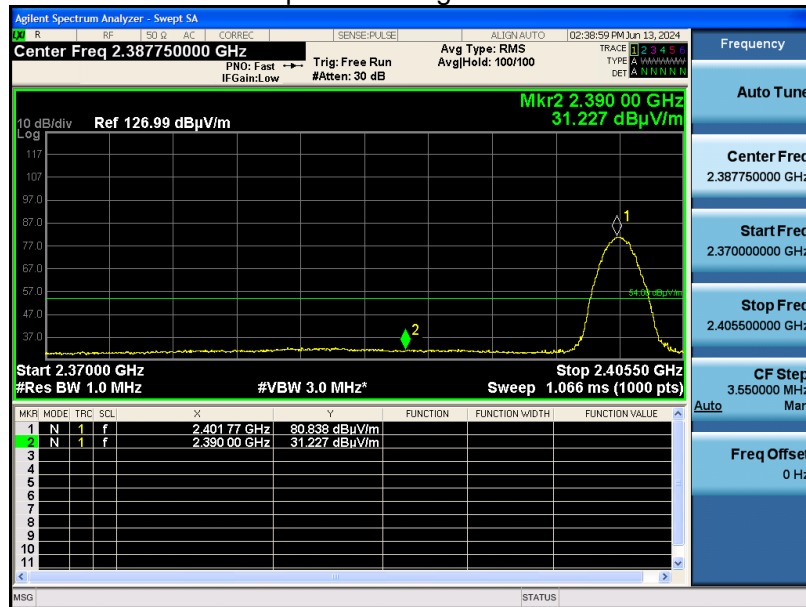 Agilent Spectrum Analyzer - Swept SA
LXI R RF 50 Ω AC CORREC SENSE:PULSE ALIGN AUTO 02:38:59 PM Jun 13, 2024
Center Freq 2.387750000 GHz
PNO: Fast
IFGain:Low
Trig: Free Run
#Atten: 30 dB
Avg Type: RMS
Avg|Hold: 100/100
TRACE 1 2 3 4 5 6
TYPE A WWWWW
DET A N N N N N
Mkr2 2.390 00 GHz
31.227 dBµV/m
10 dB/div Ref 126.99 dBµV/m
Log
117
107
97.0
87.0
77.0
67.0
57.0
47.0
37.0
1
54.00 dBµV/m
2
Start 2.37000 GHz Stop 2.40550 GHz
#Res BW 1.0 MHz #VBW 3.0 MHz* Sweep 1.066 ms (1000 pts)
MKR MODE TRC SCL X Y FUNCTION FUNCTION WIDTH FUNCTION VALUE
1 N 1 f 2.401 77 GHz 80.838 dBµV/m
2 N 1 f 2.390 00 GHz 31.227 dBµV/m
3
4
5
6
7
8
9
10
11
MSG STATUS
Frequency
Auto Tune
Center Freq
2.387750000 GHz
Start Freq
2.370000000 GHz
Stop Freq
2.405500000 GHz
CF Step
3.550000 MHz
Auto Man
Freq Offset
0 Hz